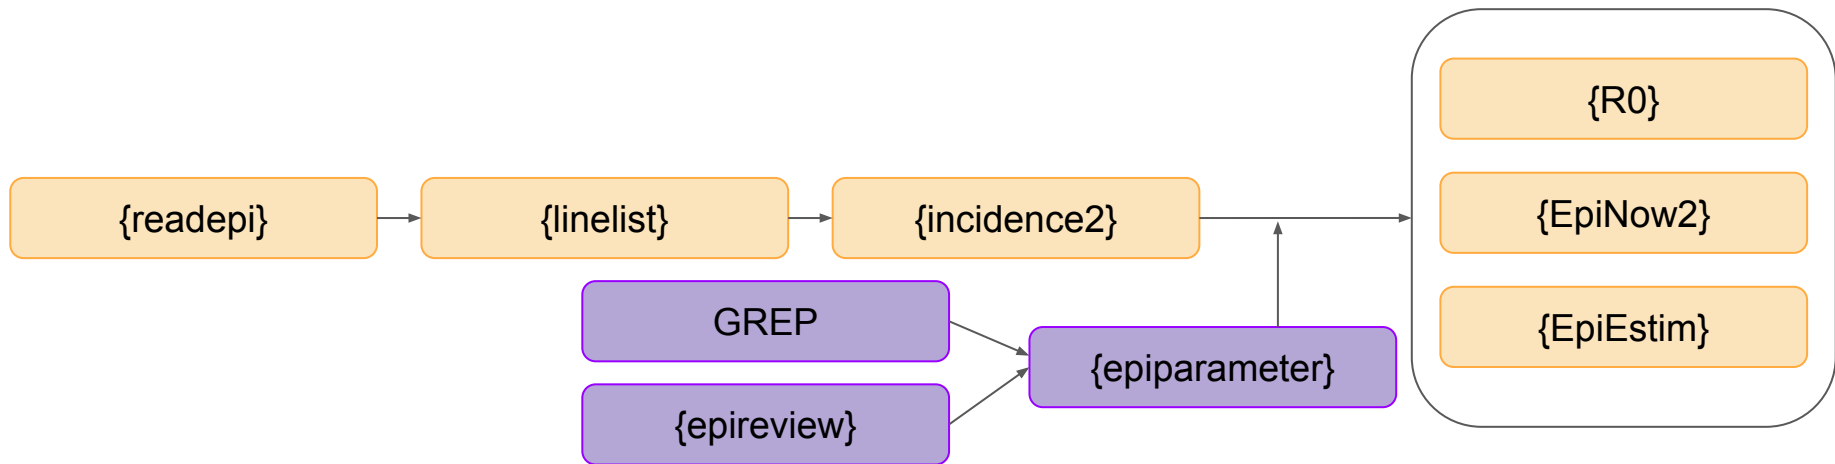 {readepi}
{linelist}
{incidence2}
GREP
{epireview}
{epiparameter}
{R0}
{EpiNow2}
{EpiEstim}